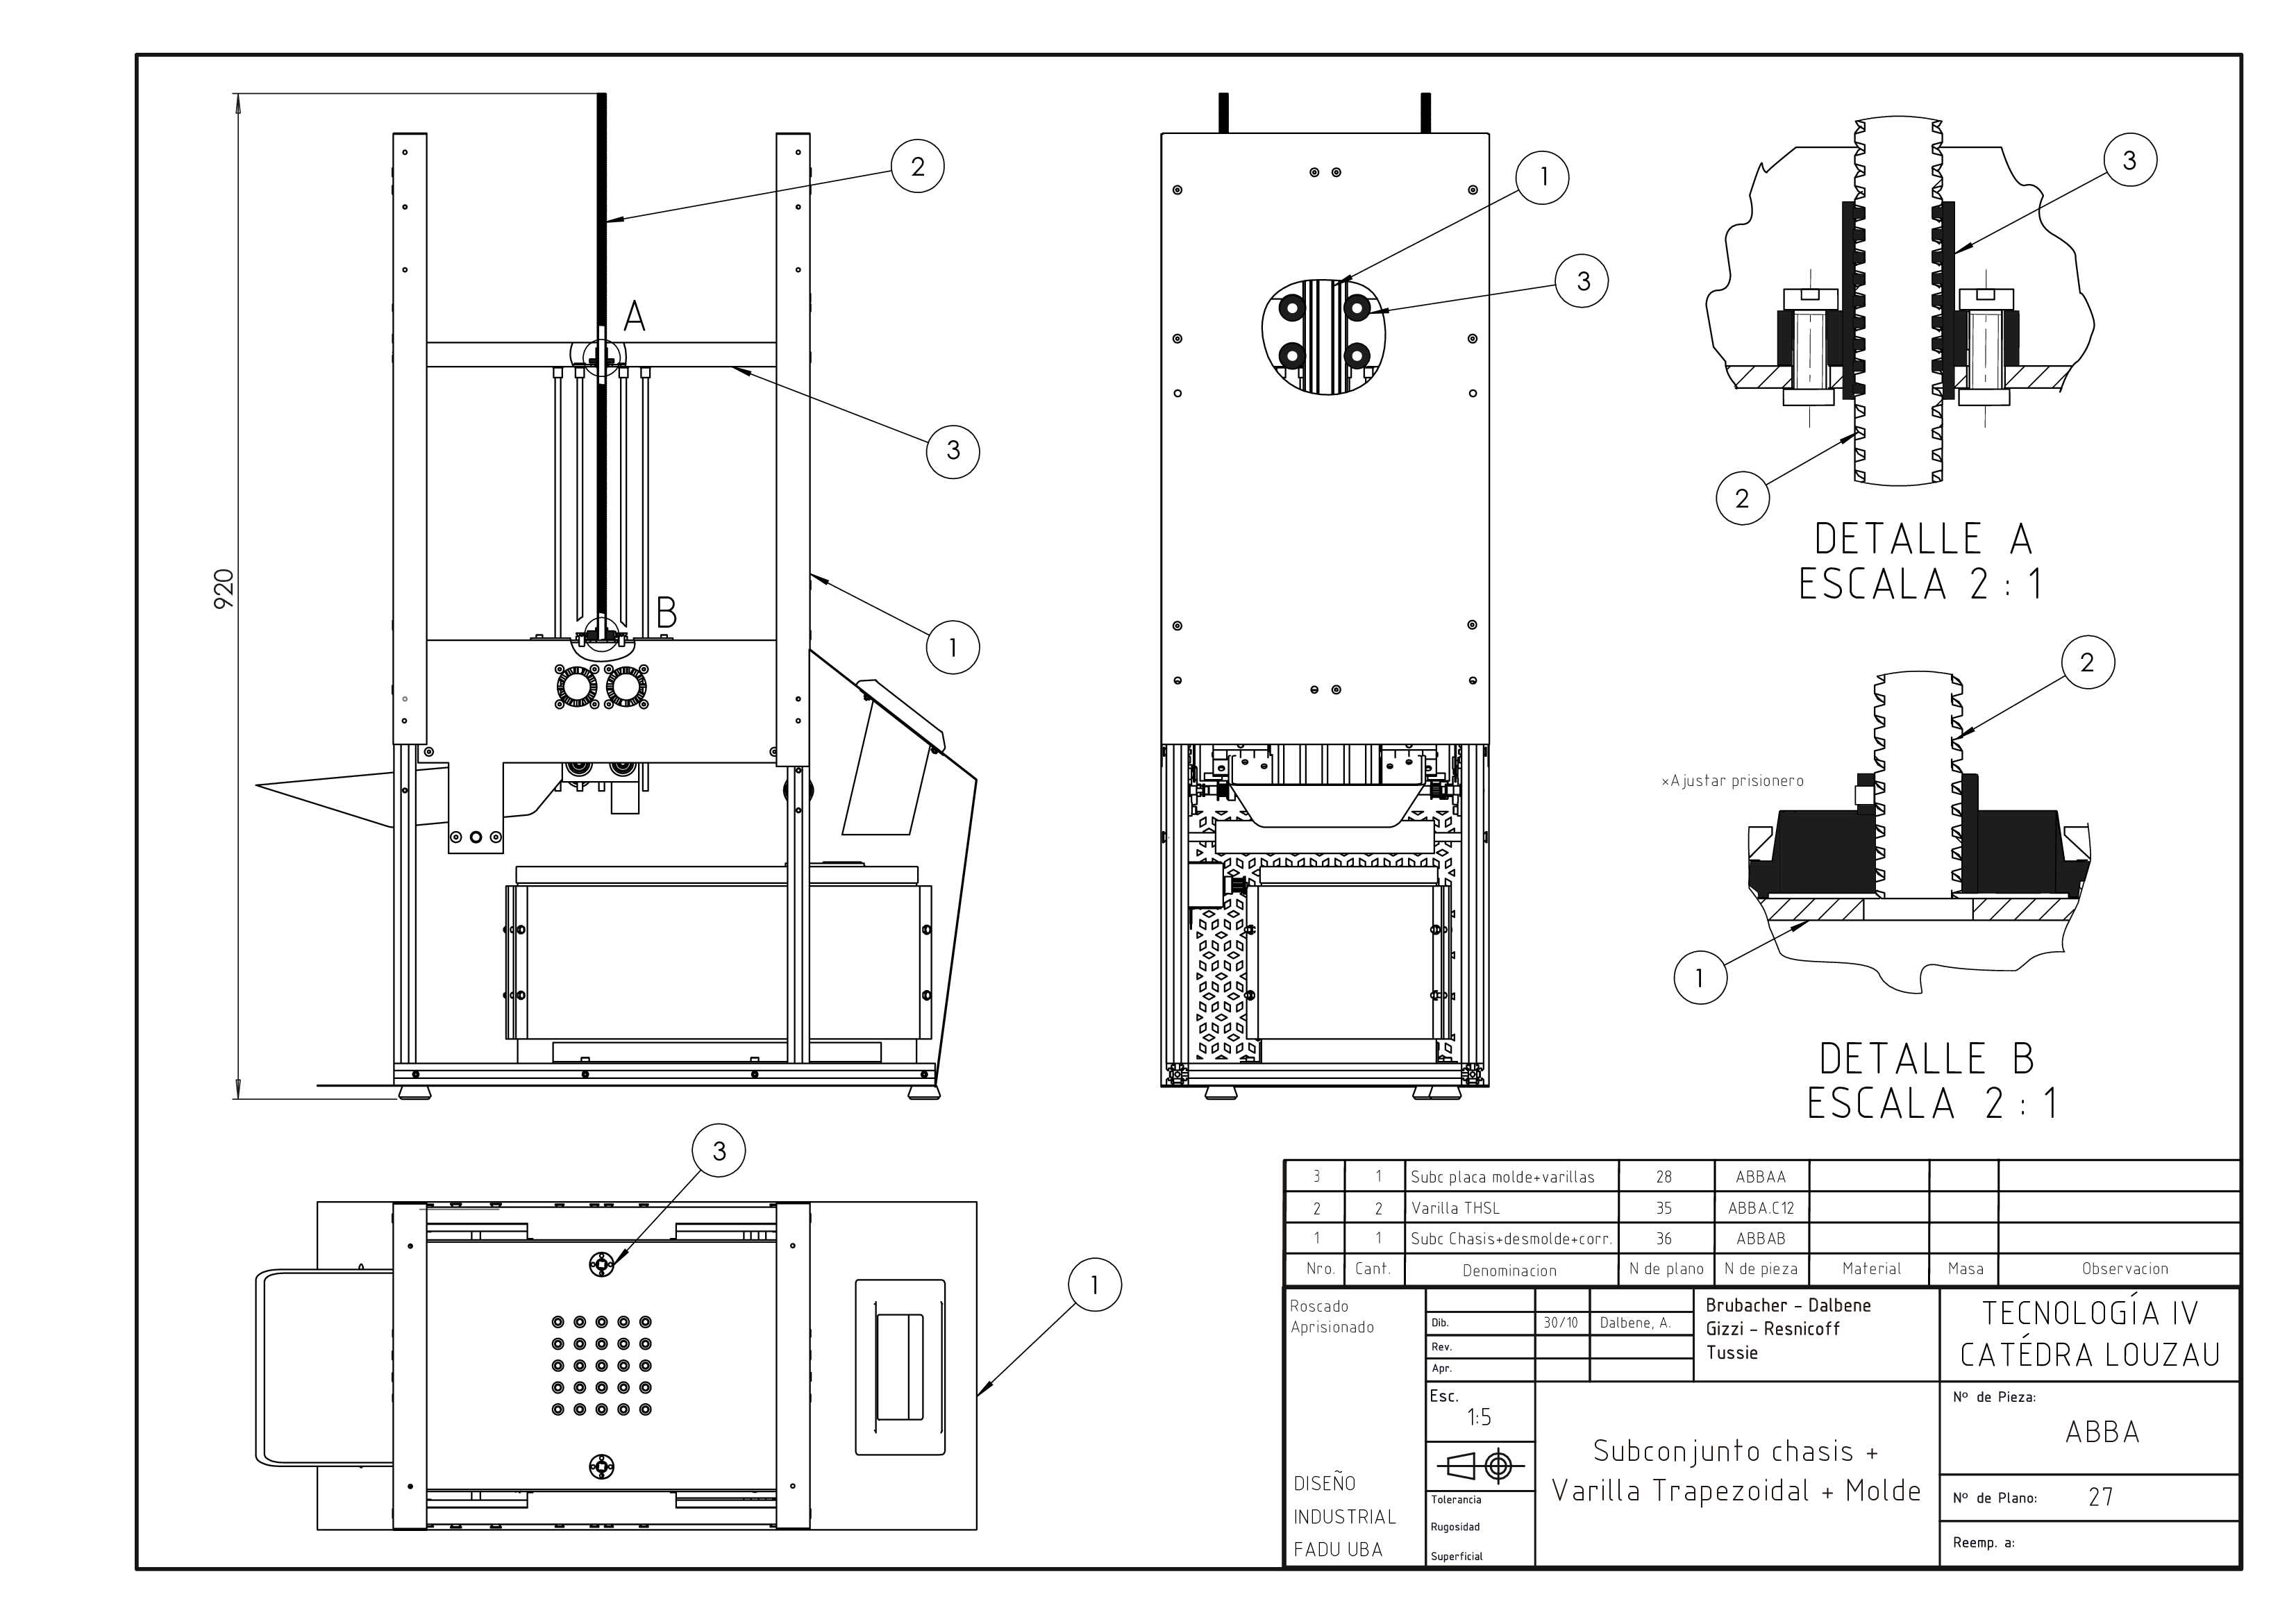 920
2
A
3
B
1
1
3
3
2
DETALLE A
ESCALA 2 : 1
2
×Ajustar prisionero
1
DETALLE B
ESCALA 2 : 1
3
1
3 1 Subc placa molde+varillas 28 ABBAA
2 2 Varilla THSL 35 ABBA.C12
1 1 Subc Chasis+desmolde+corr. 36 ABBAB
Nro. Cant. Denominacion N de plano N de pieza Material Masa Observacion
Roscado
Aprisionado
DISEÑO
INDUSTRIAL
FADU UBA
Dib. 30/10 Dalbene, A.
Rev.
Apr.
Brubacher - Dalbene
Gizzi - Resnicoff
Tussie
TECNOLOGÍA IV
CATÉDRA LOUZAU
Esc.
1:5
Tolerancia
Rugosidad
Superficial
Subconjunto chasis +
Varilla Trapezoidal + Molde
Nº de Pieza:
ABBA
Nº de Plano: 27
Reemp. a: